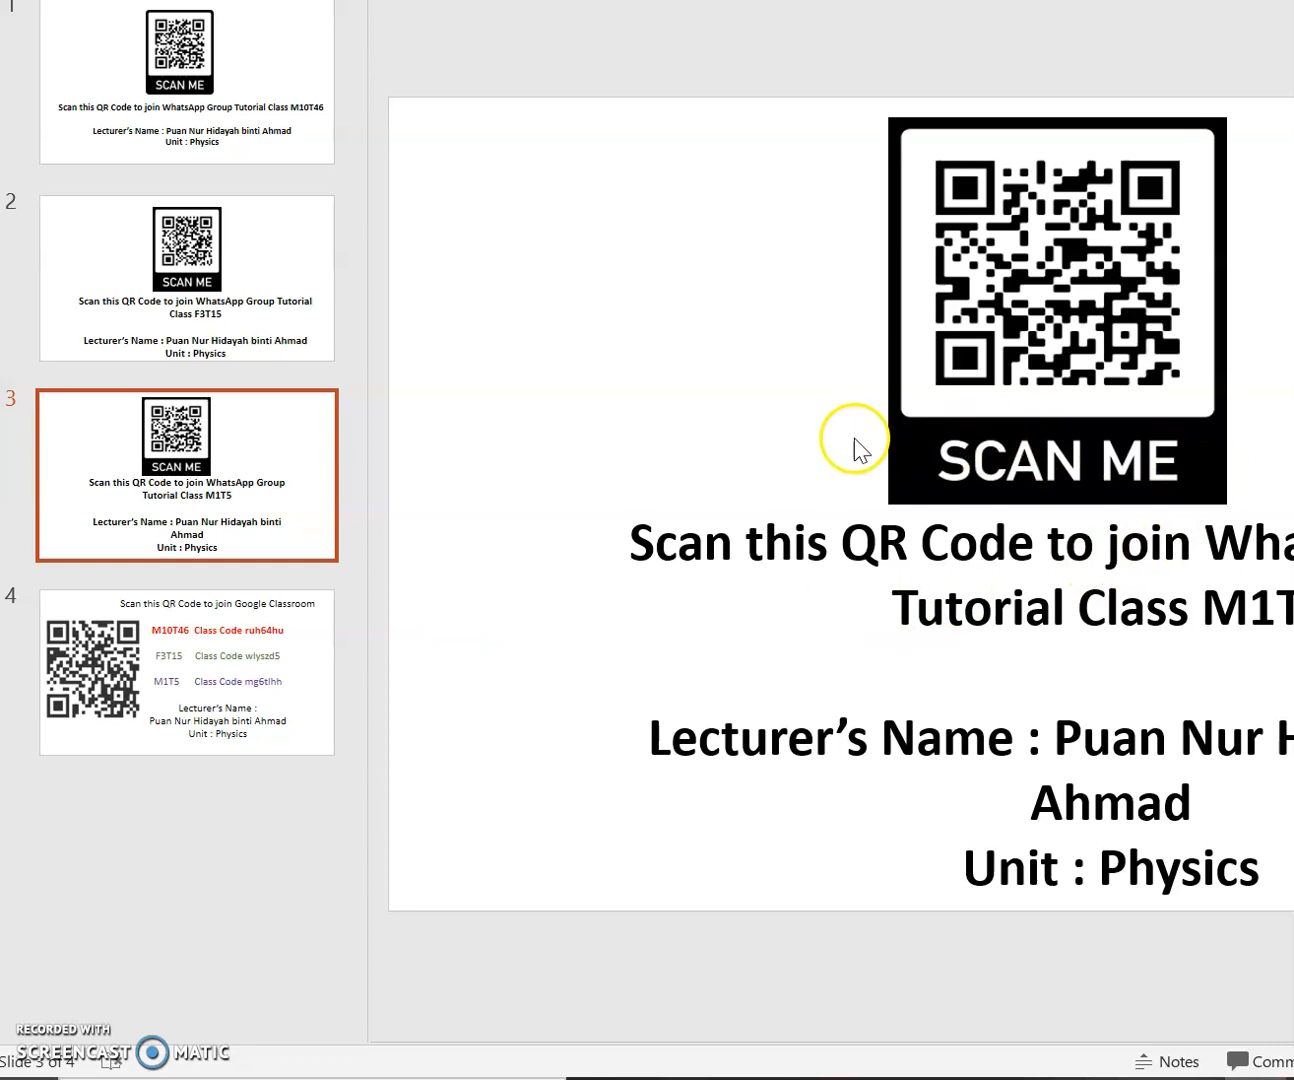 1
SCAN ME
Scan this QR Code to join WhatsApp Group Tutorial Class M10T46
Lecturer's Name : Puan Nur Hidayah binti Ahmad
Unit : Physics
2
SCAN ME
Scan this QR Code to join WhatsApp Group Tutorial
Class F3T15
Lecturer's Name : Puan Nur Hidayah binti Ahmad
Unit : Physics
3
SCAN ME
Scan this QR Code to join WhatsApp Group
Tutorial Class M1T5
Lecturer's Name : Puan Nur Hidayah binti
Ahmad
Unit : Physics
4
Scan this QR Code to join Google Classroom
M10T46 Class Code ruh64hu
F3T15 Class Code wlyszd5
M1T5 Class Code mg6tlhh
Lecturer's Name :
Puan Nur Hidayah binti Ahmad
Unit : Physics
SCAN ME
Scan this QR Code to join Wha
Tutorial Class M1T
Lecturer’s Name : Puan Nur H
Ahmad
Unit : Physics
RECORDED WITH
SCREENCAST MATIC
Slide 3 of 4
Notes
Comm